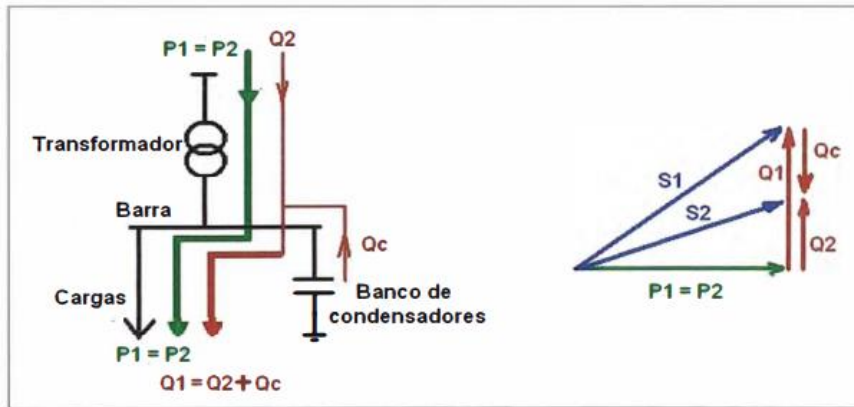 P1 = P2
Q2
Transformador
Barra
Qc
Cargas
Banco de
condensadores
P1 = P2
Q1 = Q2 + Qc
S1
Q1
Qc
S2
Q2
P1 = P2